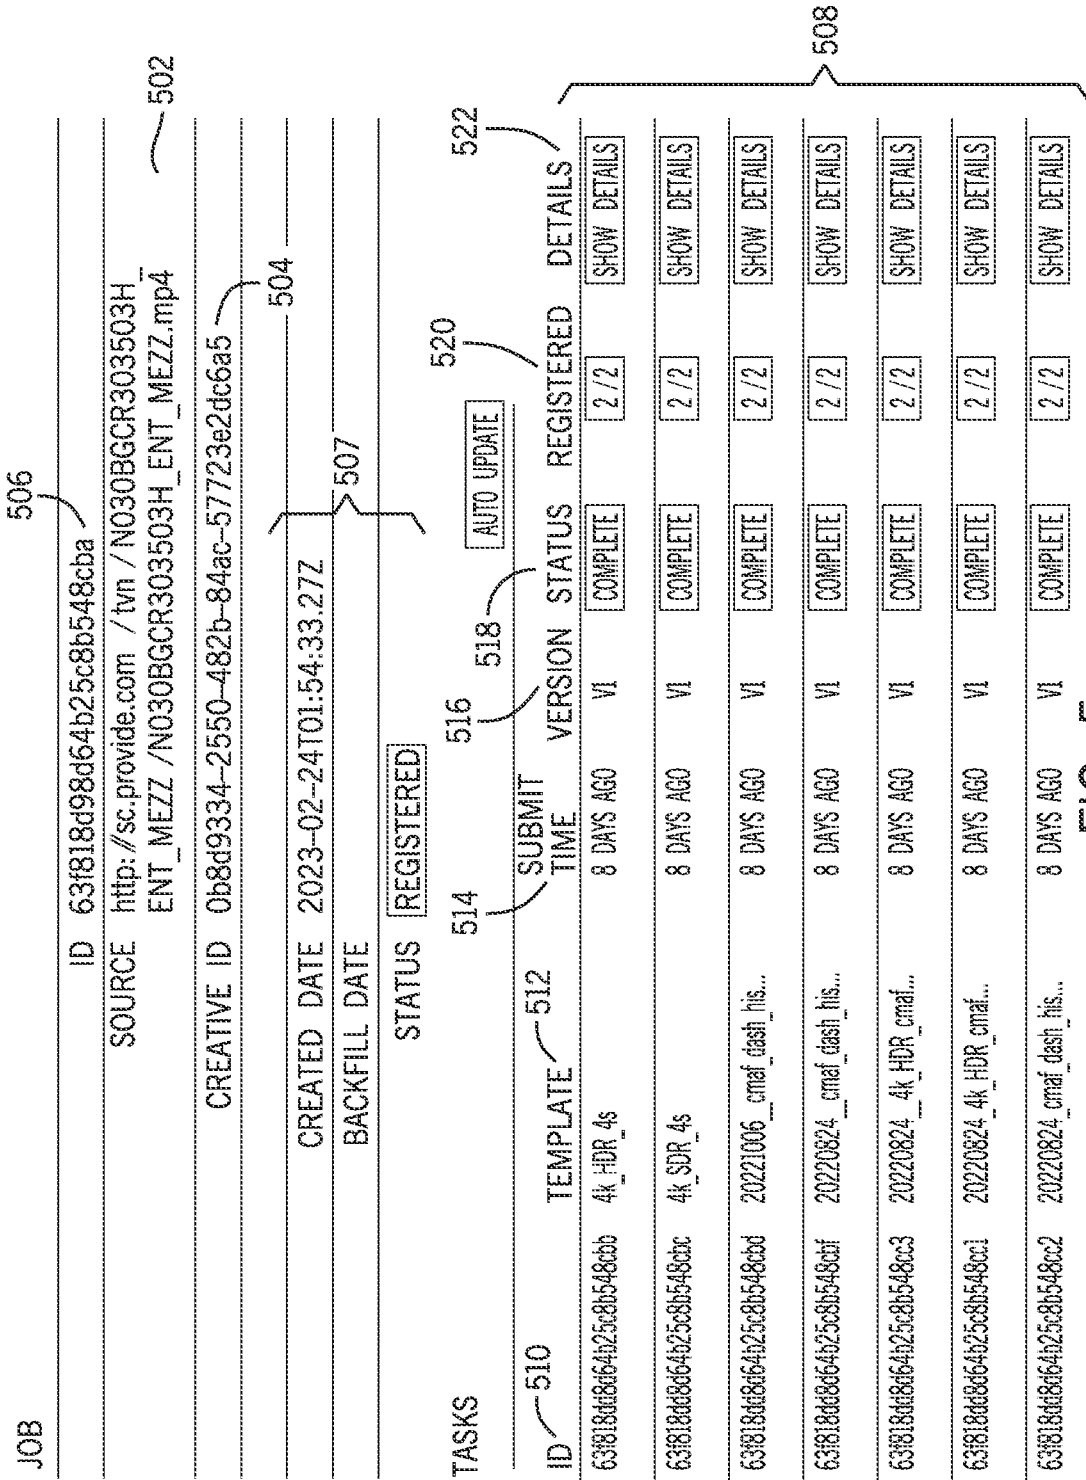 JOB
506
ID 63f818d98d64b25c8b548cba
SOURCE http://sc.provide.com /tvn /N030BGCR303503H_
ENT_MEZZ /N030BGCR303503H_ENT_MEZZ.mp4
502
CREATIVE ID 0b8d9334-2550-482b-84ac-57723e2dc6a5
504
CREATED DATE 2023-02-24T01:54:33.27Z
BACKFILL DATE
507
STATUS REGISTERED
TASKS
AUTO UPDATE
510 512 514 516 518 520 522
ID TEMPLATE SUBMIT TIME VERSION STATUS REGISTERED DETAILS
63f818dd8d64b25c8b548cbb 4k_HDR_4s 8 DAYS AGO V1 COMPLETE 2 /2 SHOW DETAILS
63f818dd8d64b25c8b548cbc 4k_SDR_4s 8 DAYS AGO V1 COMPLETE 2 /2 SHOW DETAILS
63f818dd8d64b25c8b548cbd 20221006_cmaf_dash_his... 8 DAYS AGO V1 COMPLETE 2 /2 SHOW DETAILS
63f818dd8d64b25c8b548cbf 20220824_cmaf_dash_his... 8 DAYS AGO V1 COMPLETE 2 /2 SHOW DETAILS
63f818dd8d64b25c8b548cc3 20220824_4k_HDR_cmaf... 8 DAYS AGO V1 COMPLETE 2 /2 SHOW DETAILS
63f818dd8d64b25c8b548cc1 20220824_4k_HDR_cmaf... 8 DAYS AGO V1 COMPLETE 2 /2 SHOW DETAILS
63f818dd8d64b25c8b548cc2 20220824_cmaf_dash_his... 8 DAYS AGO V1 COMPLETE 2 /2 SHOW DETAILS
508